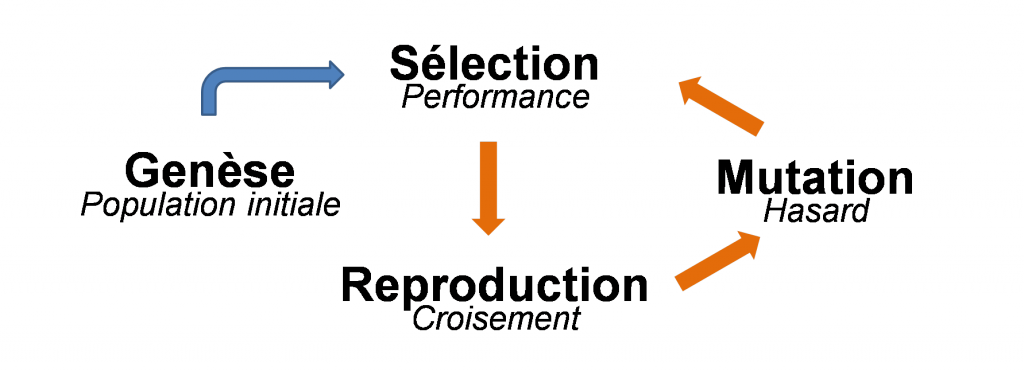 Sélection
Performance
Genèse
Population initiale
Mutation
Hasard
Reproduction
Croisement